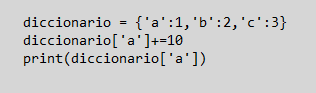 diccionario = {'a':1,'b':2,'c':3}
diccionario['a']+=10
print(diccionario['a'])